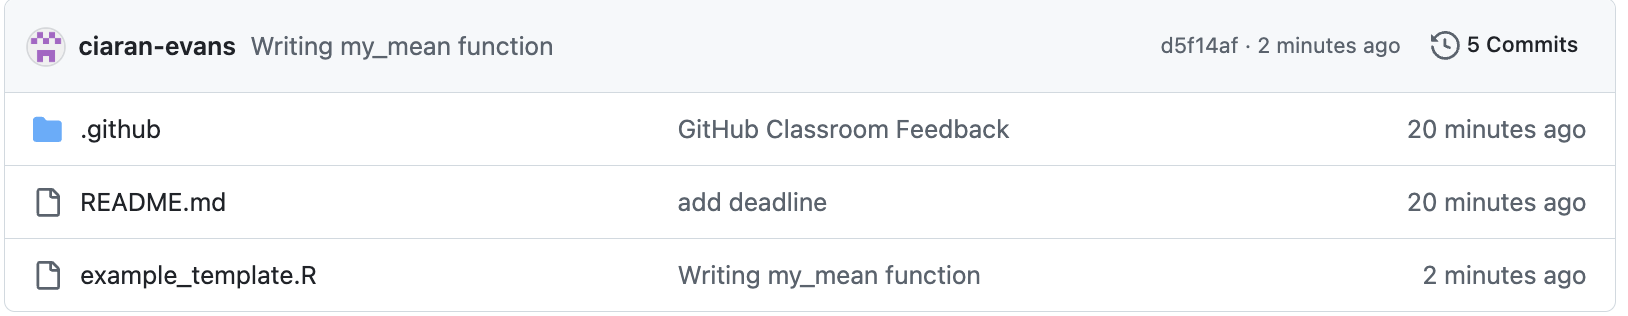 ciaran-evans Writing my_mean function d5f14af · 2 minutes ago 5 Commits
.github GitHub Classroom Feedback 20 minutes ago
README.md add deadline 20 minutes ago
example_template.R Writing my_mean function 2 minutes ago